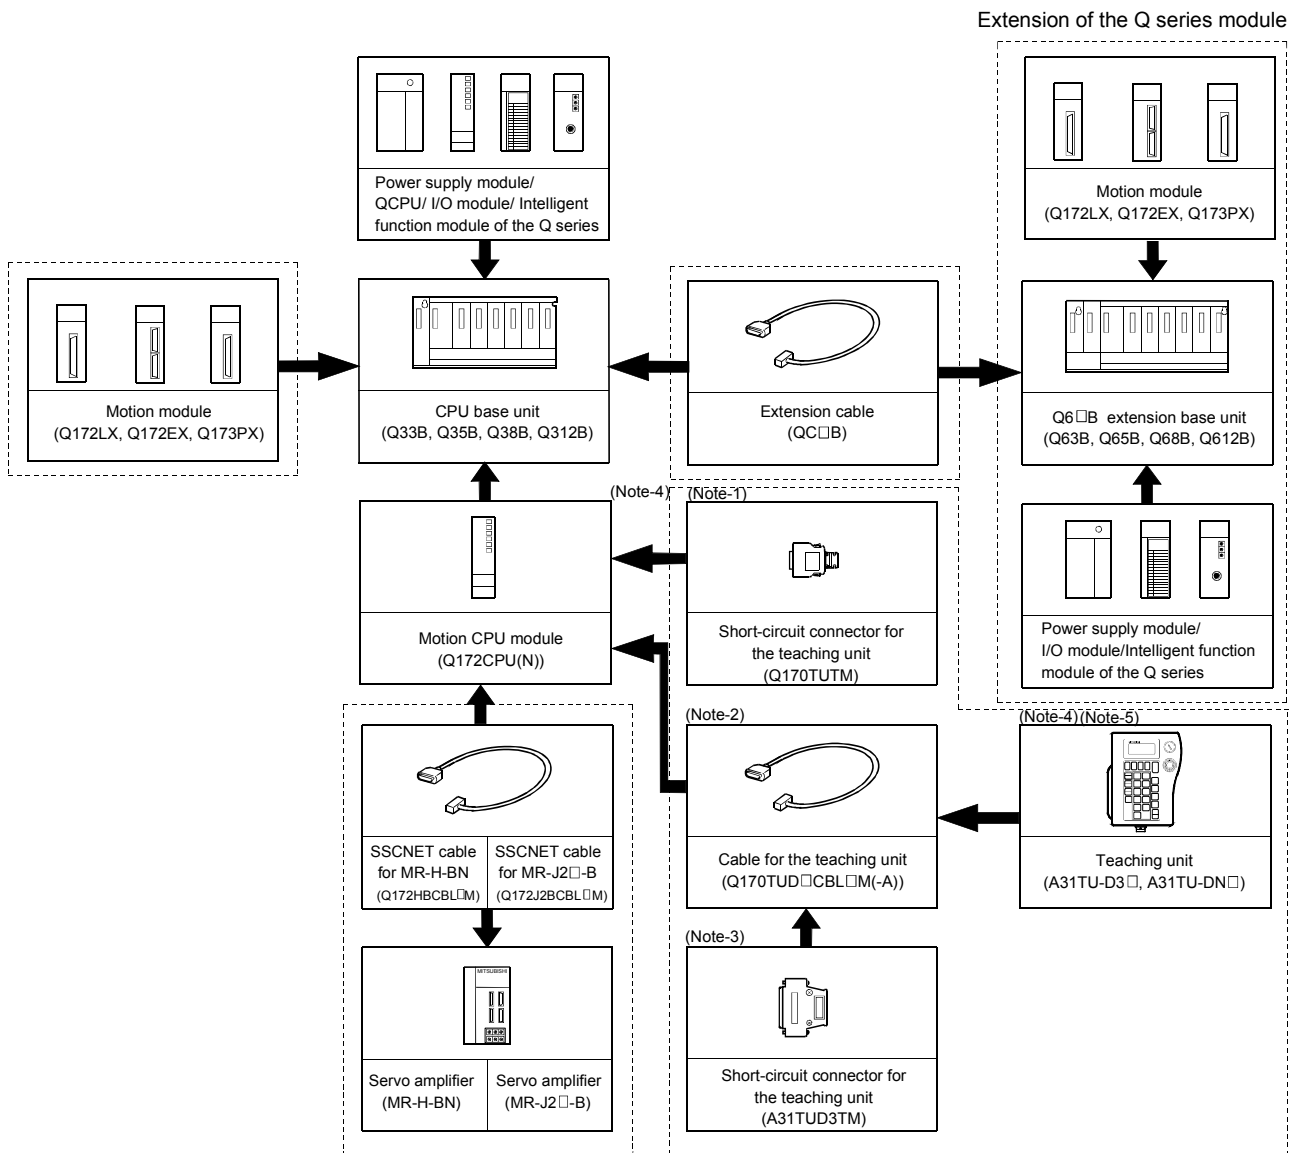 Extension of the Q series module
Power supply module/
QCPU/ I/O module/ Intelligent
function module of the Q series
Motion module
(Q172LX, Q172EX, Q173PX)
Motion module
(Q172LX, Q172EX, Q173PX)
CPU base unit
(Q33B, Q35B, Q38B, Q312B)
Extension cable
(QC□B)
Q6□B extension base unit
(Q63B, Q65B, Q68B, Q612B)
(Note-4)
(Note-1)
Motion CPU module
(Q172CPU(N))
Short-circuit connector for
the teaching unit
(Q170TUTM)
Power supply module/
I/O module/Intelligent function
module of the Q series
(Note-2)
(Note-4)(Note-5)
SSCNET cable
for MR-H-BN
(Q172HBCBL□M)
SSCNET cable
for MR-J2□-B
(Q172J2BCBL□M)
Cable for the teaching unit
(Q170TUD□CBL□M(-A))
Teaching unit
(A31TU-D3□, A31TU-DN□)
(Note-3)
MITSUBISHI
Servo amplifier
(MR-H-BN)
Servo amplifier
(MR-J2□-B)
Short-circuit connector for
the teaching unit
(A31TUD3TM)